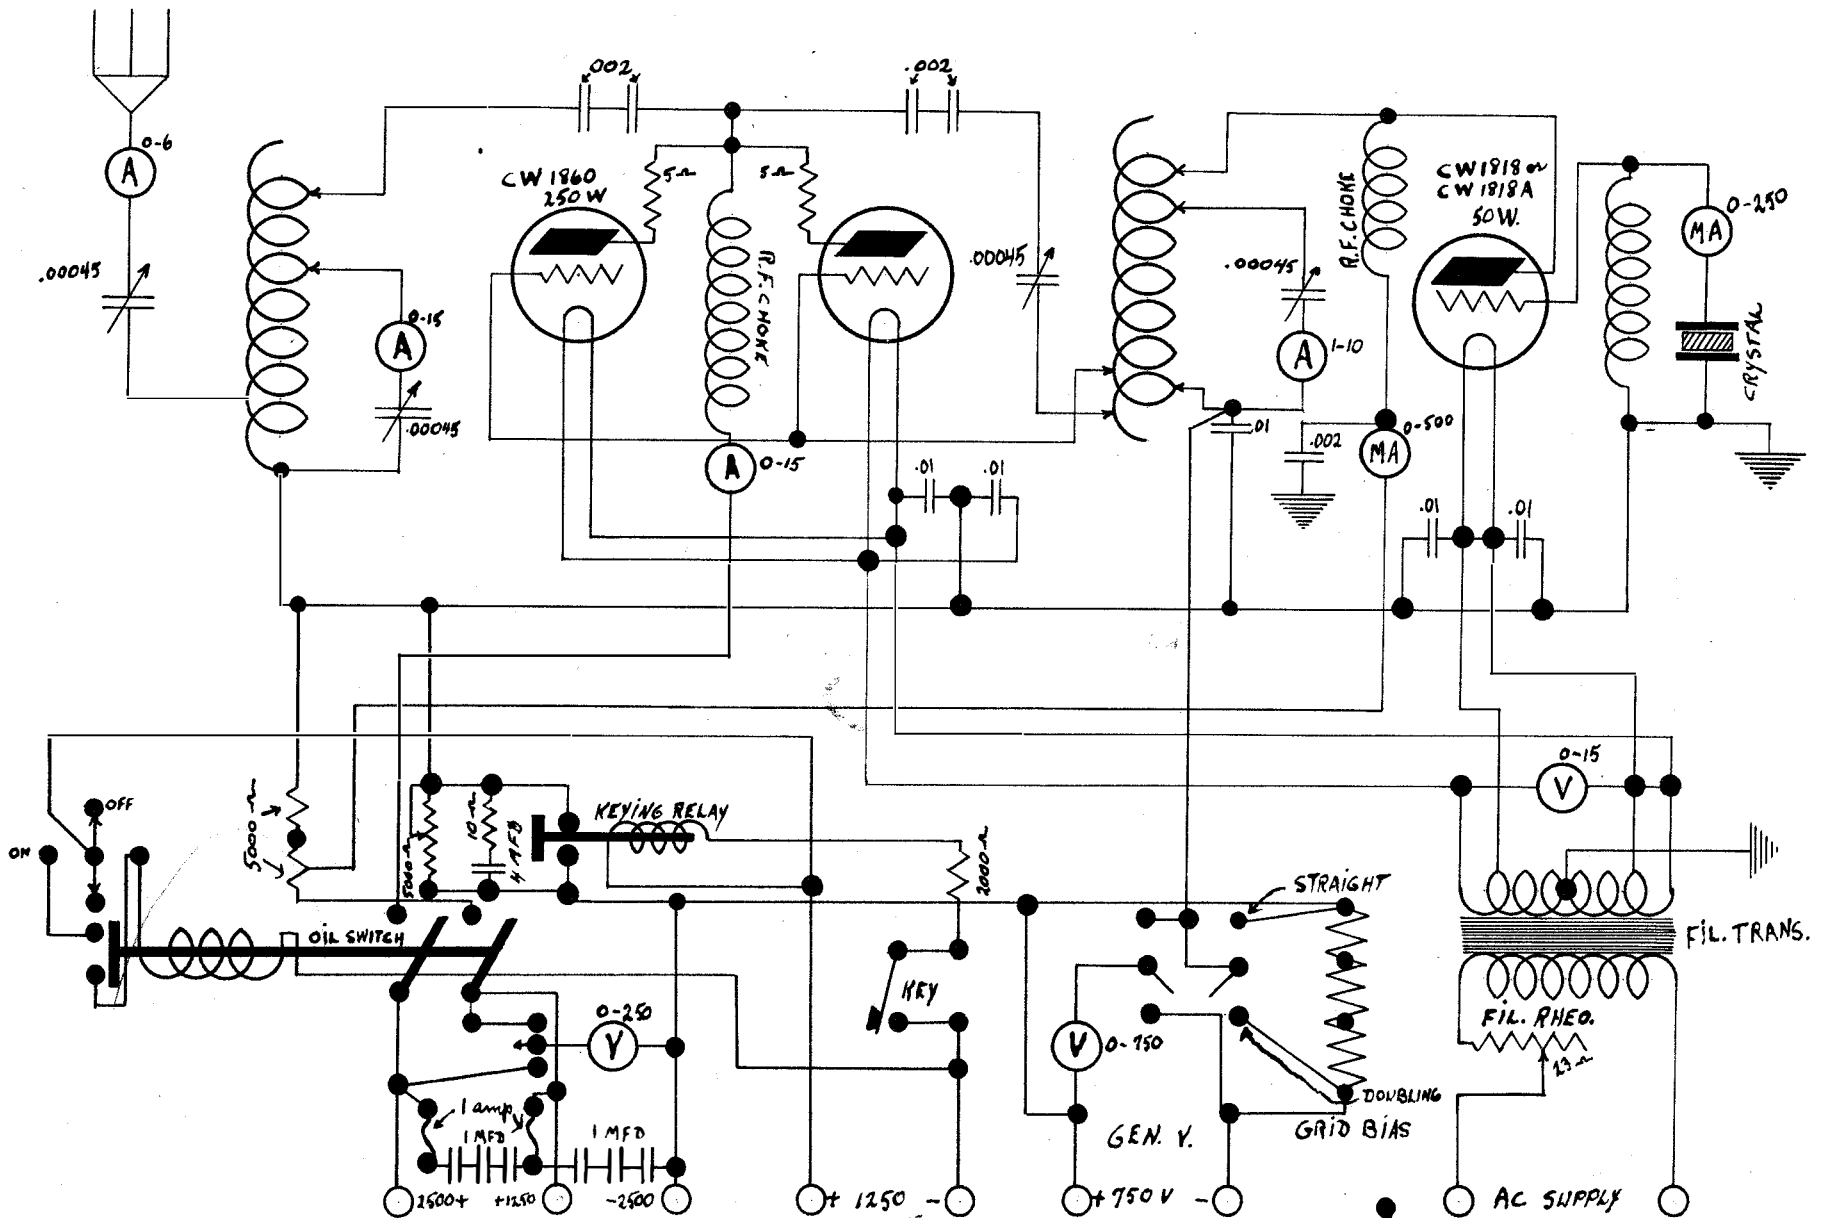 .002
.002
0-6
A
CW 1860
250 W
5Ω
5Ω
CW 1818 or
CW 1818A
50 W.
0-250
MA
.00045
0-15
A
.00045
R.F. CHOKE
.00045
.00045
A
1-10
R.F. CHOKE
CRYSTAL
A
0-15
.01
.002
0-500
MA
.01
.01
.01
.01
0-15
V
OFF
ON
5000Ω
5000Ω
10Ω
4 MFD
KEYING RELAY
2000Ω
STRAIGHT
OIL SWITCH
FIL. TRANS.
KEY
0-250
V
V
0-750
FIL. RHEO.
23Ω
1 amp
1 MFD
1 MFD
GEN. V.
DOUBLING
GRID BIAS
2500+
+1250
-2500
+ 1250 -
+ 750 V -
AC SUPPLY